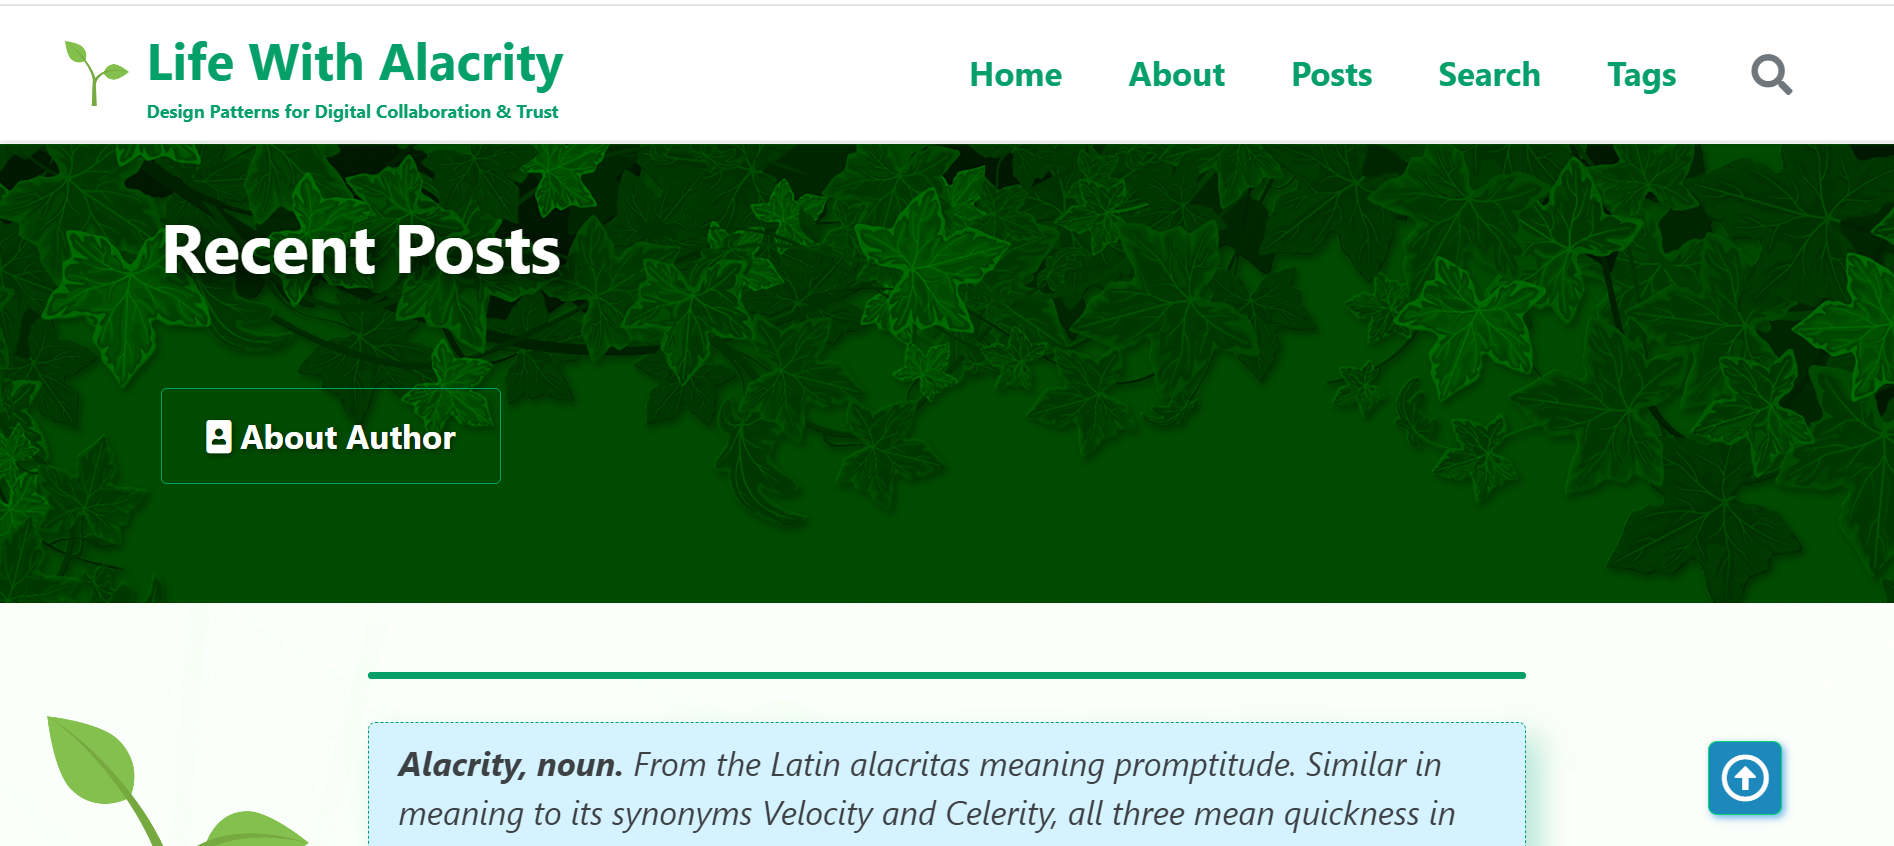 Life With Alacrity
Design Patterns for Digital Collaboration & Trust
Home About Posts Search Tags
Recent Posts
About Author
Alacrity, noun. From the Latin alacritas meaning promptitude. Similar in
meaning to its synonyms Velocity and Celerity, all three mean quickness in